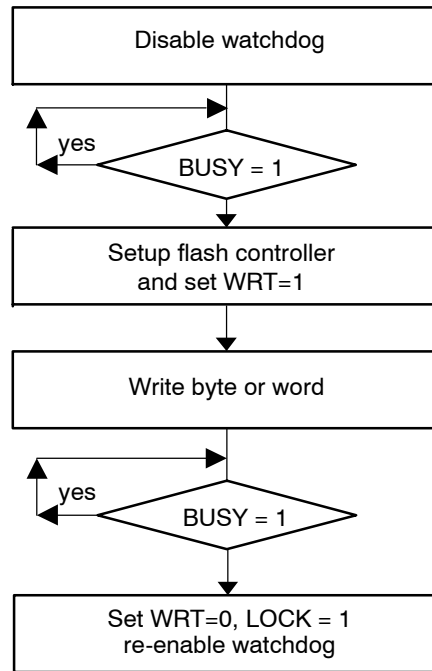 Disable watchdog
yes
BUSY = 1
Setup flash controller
and set WRT=1
Write byte or word
yes
BUSY = 1
Set WRT=0, LOCK = 1
re-enable watchdog